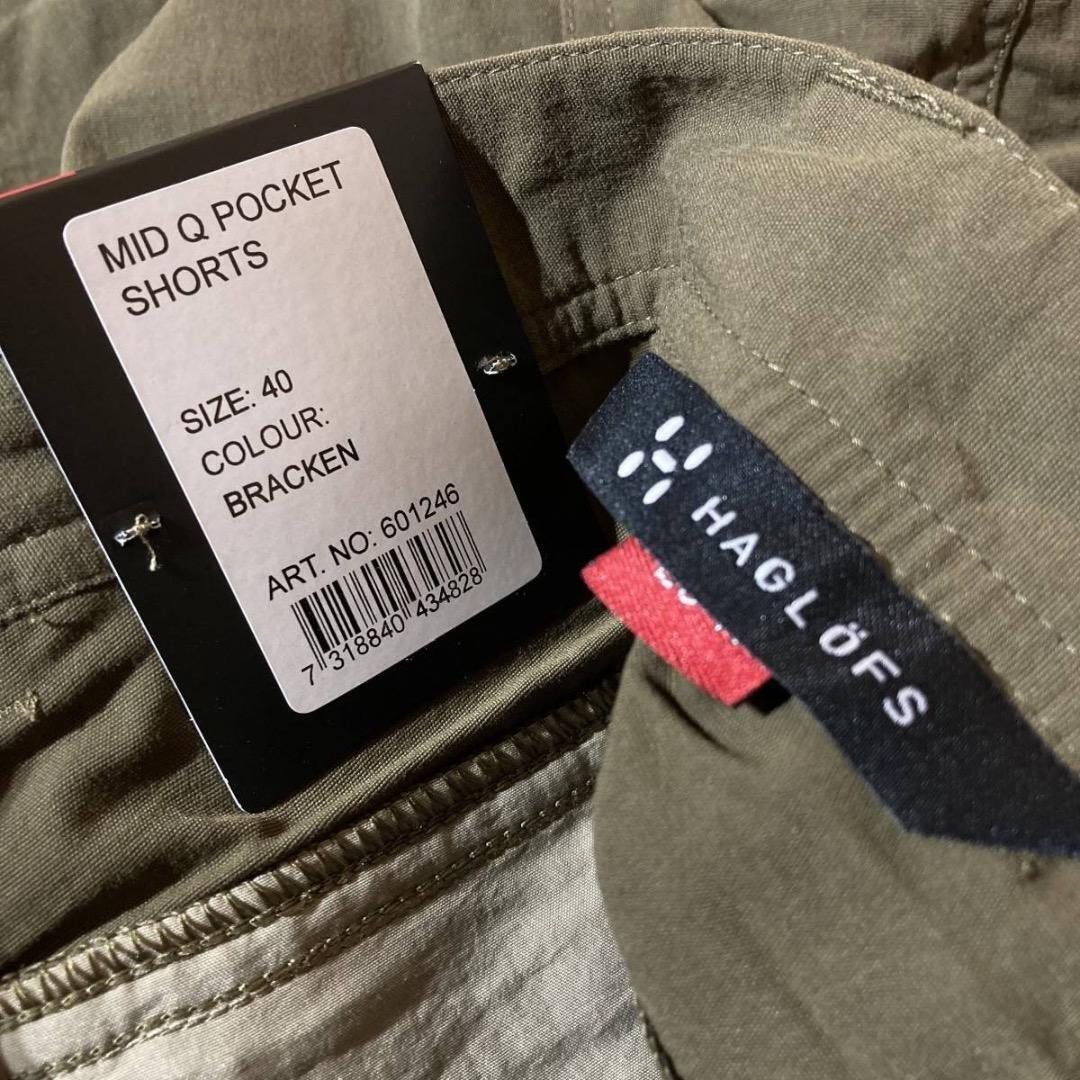 MID Q POCKET
SHORTS
SIZE: 40
COLOUR:
BRACKEN
ART. NO: 601246
7 318840 434828
HAGLÖFS